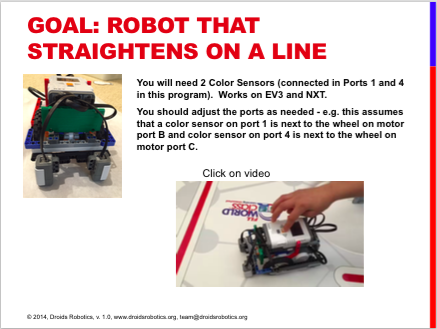 GOAL: ROBOT THAT
STRAIGHTENS ON A LINE
You will need 2 Color Sensors (connected in Ports 1 and 4
in this program).  Works on EV3 and NXT.
You should adjust the ports as needed - e.g. this assumes
that a color sensor on port 1 is next to the wheel on motor
port B and color sensor on port 4 is next to the wheel on
motor port C.
Click on video
WORLD
CLASS
© 2014, Droids Robotics, v. 1.0, www.droidsrobotics.org, team@droidsrobotics.org